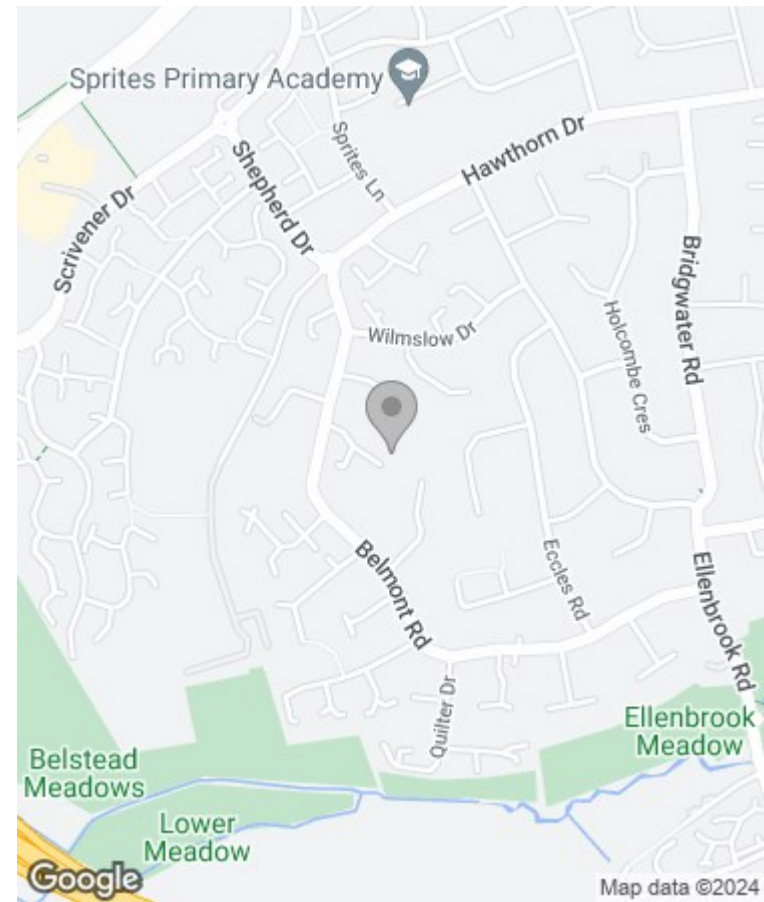 Sprites Primary Academy
Sprites Ln
Hawthorn Dr
Shepherd Dr
Scrivener Dr
Bridgwater Rd
Wilmslow Dr
Holcombe Cres
Belmont Rd
Eccles Rd
Ellenbrook Rd
Quilter Dr
Ellenbrook
Meadow
Belstead
Meadows
Lower
Meadow
Google
Map data ©2024